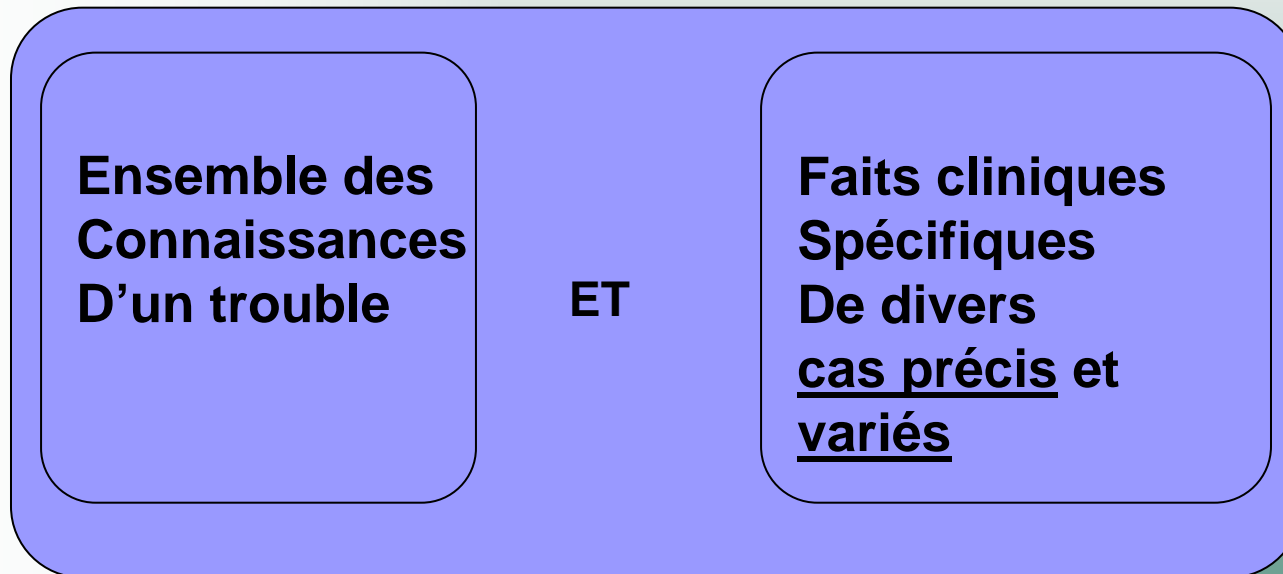 Ensemble des
Connaissances
D’un trouble
ET
Faits cliniques
Spécifiques
De divers
cas précis et
variés